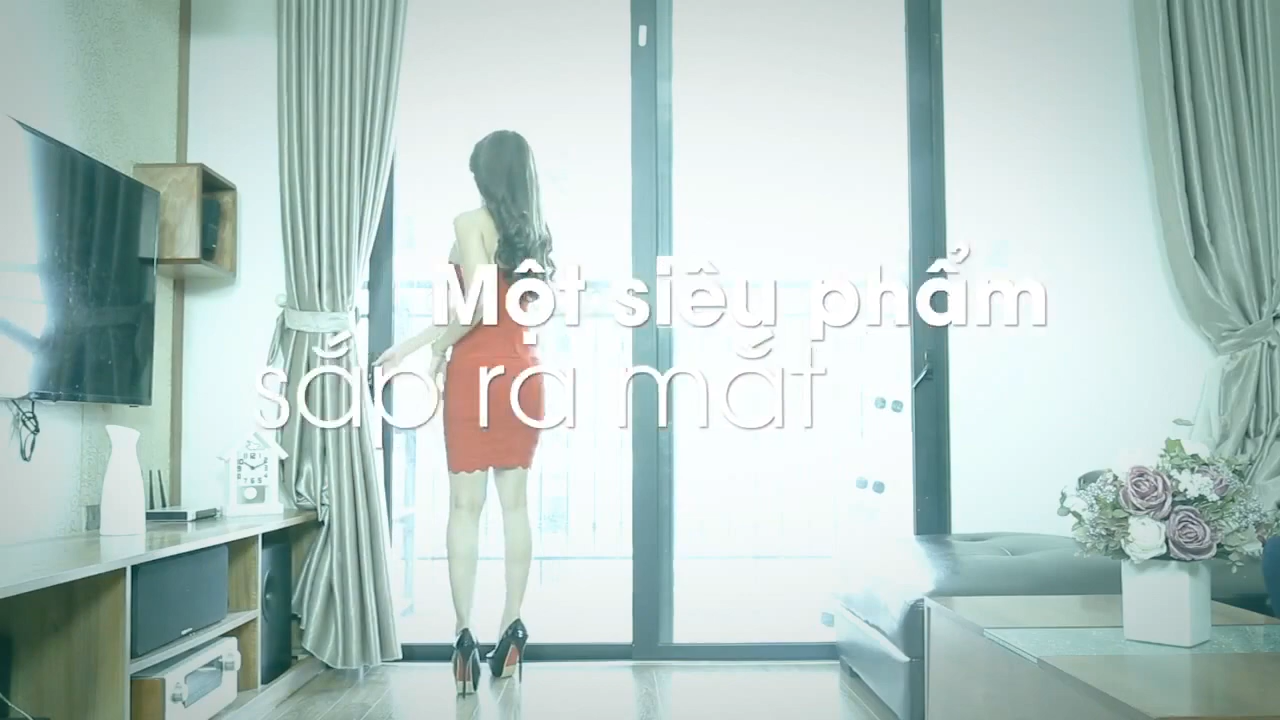 Một siêu phẩm
sắp ra mắt